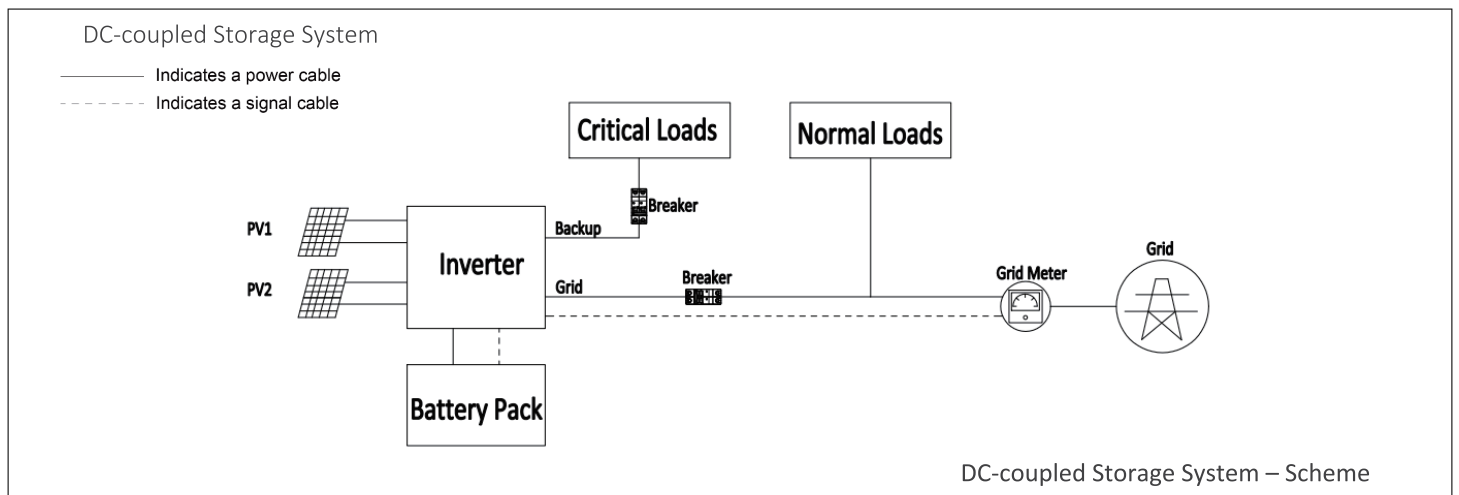 DC-coupled Storage System
Indicates a power cable
Indicates a signal cable
Critical Loads
Normal Loads
Breaker
PV1
Backup
Inverter
Grid
PV2
Grid
Breaker
Grid Meter
Battery Pack
DC-coupled Storage System – Scheme